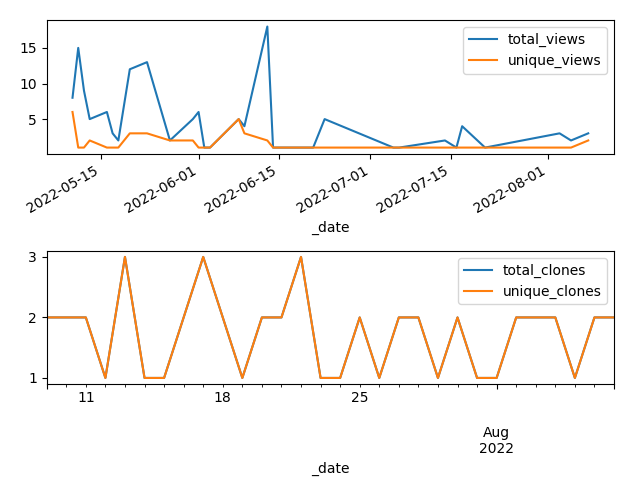 total_views
unique_views
15
10
5
2022-05-15
2022-06-01
2022-06-15
2022-07-01
2022-07-15
2022-08-01
_date
total_clones
unique_clones
3
2
1
11
18
25
Aug
2022
_date